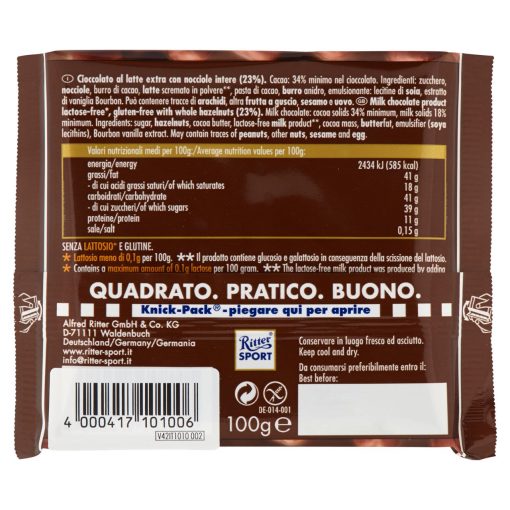 Cioccolato al latte extra con nocciole intere (23%). Cacao: 34% minimo nel cioccolato. Ingredienti: zucchero,
nocciole, burro di cacao, latte scremato in polvere**, pasta di cacao, burro anidro, emulsionante: lecitine di soia, estratto
di vaniglia Bourbon. Può contenere tracce di arachidi, altra frutta a guscio, sesamo e uovo. GB Milk chocolate product
lactose-free*, gluten-free with whole hazelnuts (23%). Milk chocolate: cocoa solids 34% minimum, milk solids 18%
minimum. Ingredients: sugar, hazelnuts, cocoa butter, lactose-free milk product**, cocoa mass, butterfat, emulsifier (soya
lecithins), Bourbon vanilla extract. May contain traces of peanuts, other nuts, sesame and egg.
Valori nutrizionali medi per 100g:/Average nutrition values per 100g:
energia/energy 2434 kJ (585 kcal)
grassi/fat 41 g
- di cui acidi grassi saturi/of which saturates 18 g
carboidrati/carbohydrate 41 g
- di cui zuccheri/of which sugars 39 g
proteine/protein 11 g
sale/salt 0,15 g
SENZA LATTOSIO* E GLUTINE.
* Lattosio meno di 0,1g per 100g. ** Il prodotto contiene glucosio e galattosio in conseguenza della scissione del lattosio.
* Contains a maximum amount of 0.1g lactose per 100 gram. ** The lactose-free milk product was produced by adding
QUADRATO. PRATICO. BUONO.
Knick-Pack® - piegare qui per aprire
Alfred Ritter GmbH & Co. KG
D-71111 Waldenbuch
Deutschland/Germany/Germania
www.ritter-sport.it
info@ritter-sport.it
Ritter
SPORT
Conservare in luogo fresco ed asciutto.
Keep cool and dry.
Da consumarsi preferibilmente entro il:
Best before:
DE-014-001
100g e
4 000417 101006
V42IT1010 002